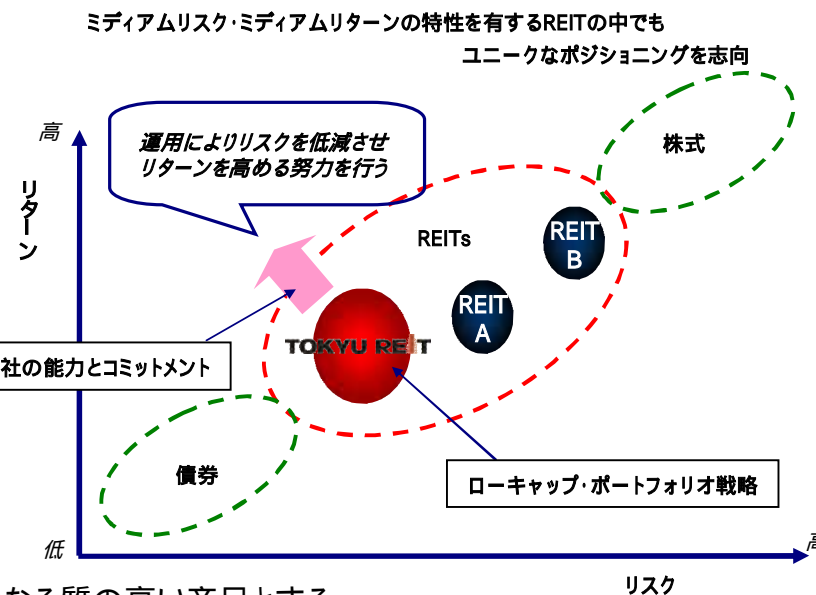 ミディアムリスク・ミディアムリターンの特性を有するREITの中でも
ユニークなポジショニングを志向
高
リターン
運用によりリスクを低減させ
リターンを高める努力を行う
株式
REITs
REIT
B
REIT
A
TOKYU REIT
社の能力とコミットメント
債券
ローキャップ・ポートフォリオ戦略
低
高
リスク